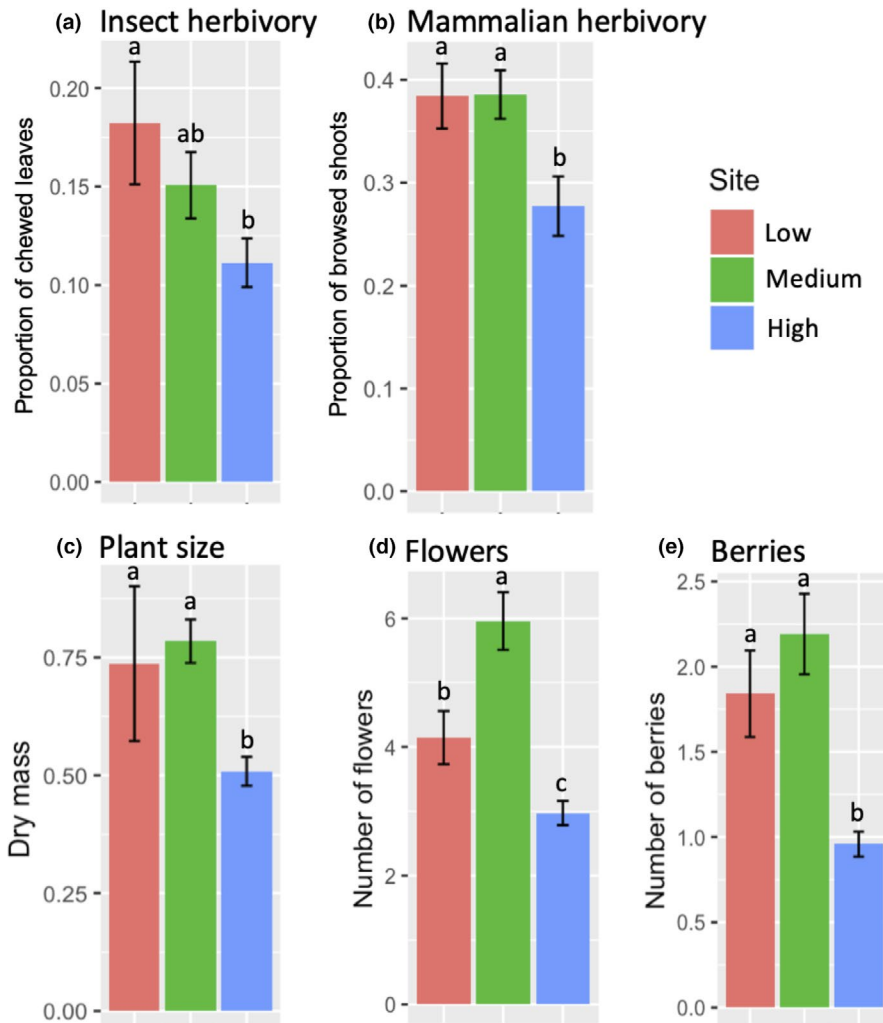 (a) Insect herbivory
Proportion of chewed leaves
0.20
0.15
0.10
0.05
0.00
a
ab
b
(b) Mammalian herbivory
Proportion of browsed shoots
0.4
0.3
0.2
0.1
0.0
a
a
b
Site
Low
Medium
High
(c) Plant size
Dry mass
0.75
0.50
0.25
0.00
a
a
b
(d) Flowers
Number of flowers
6
4
2
0
b
a
c
(e) Berries
Number of berries
2.5
2.0
1.5
1.0
0.5
0.0
a
a
b